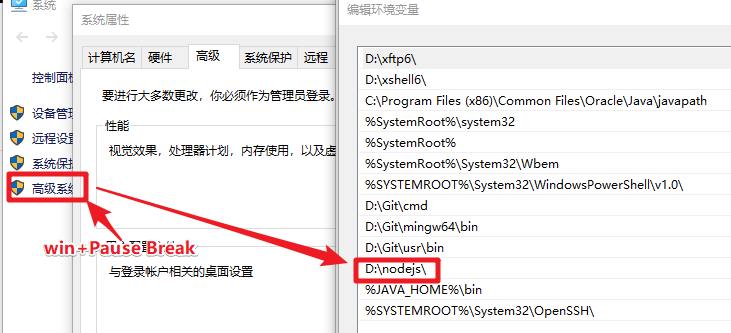 系统
控制面板
设备管理
远程设置
系统保护
高级系统
win+Pause Break
系统属性
计算机名
硬件
高级
系统保护
远程
要进行大多数更改，你必须作为管理员登录。
性能
视觉效果，处理器计划，内存使用，以及虚
与登录帐户相关的桌面设置
编辑环境变量
D:\xftp6\
D:\xshell6\
C:\Program Files (x86)\Common Files\Oracle\Java\javapath
%SystemRoot%\system32
%SystemRoot%
%SystemRoot%\System32\Wbem
%SYSTEMROOT%\System32\WindowsPowerShell\v1.0\
D:\Git\cmd
D:\Git\mingw64\bin
D:\Git\usr\bin
D:\nodejs\
%JAVA_HOME%\bin
%SYSTEMROOT%\System32\OpenSSH\